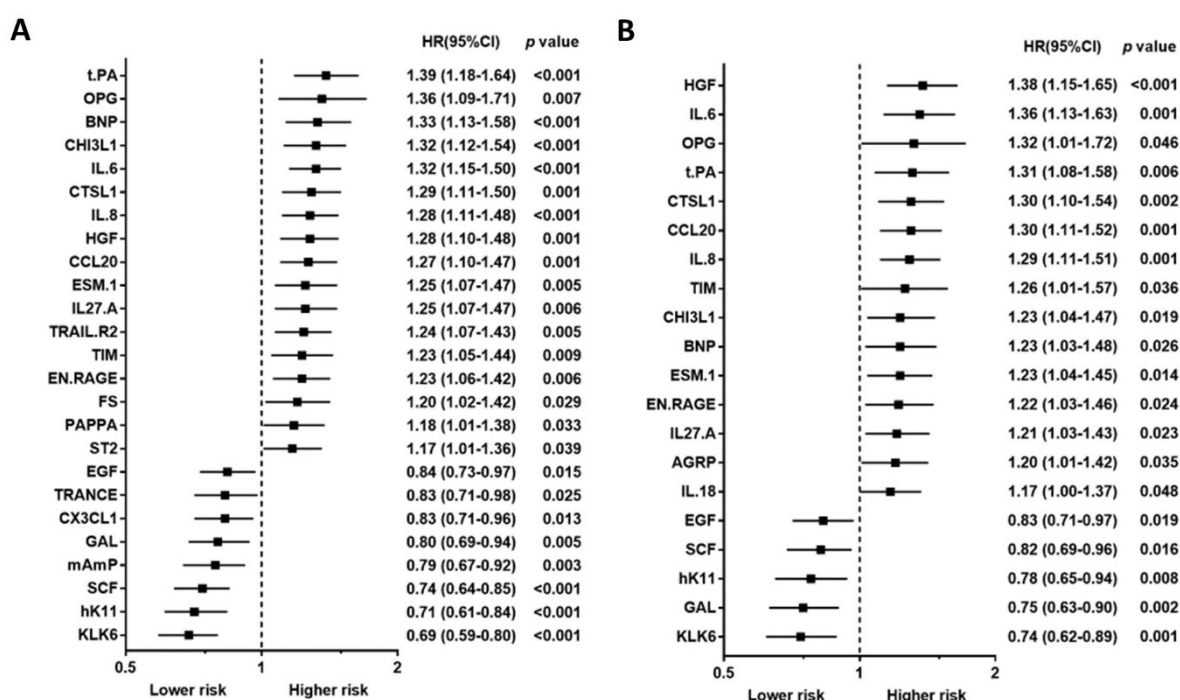 A
HR(95%CI) p value
t.PA 1.39 (1.18-1.64) <0.001
OPG 1.36 (1.09-1.71) 0.007
BNP 1.33 (1.13-1.58) <0.001
CHI3L1 1.32 (1.12-1.54) <0.001
IL.6 1.32 (1.15-1.50) <0.001
CTSL1 1.29 (1.11-1.50) 0.001
IL.8 1.28 (1.11-1.48) <0.001
HGF 1.28 (1.10-1.48) 0.001
CCL20 1.27 (1.10-1.47) 0.001
ESM.1 1.25 (1.07-1.47) 0.005
IL27.A 1.25 (1.07-1.47) 0.006
TRAIL.R2 1.24 (1.07-1.43) 0.005
TIM 1.23 (1.05-1.44) 0.009
EN.RAGE 1.23 (1.06-1.42) 0.006
FS 1.20 (1.02-1.42) 0.029
PAPPA 1.18 (1.01-1.38) 0.033
ST2 1.17 (1.01-1.36) 0.039
EGF 0.84 (0.73-0.97) 0.015
TRANCE 0.83 (0.71-0.98) 0.025
CX3CL1 0.83 (0.71-0.96) 0.013
GAL 0.80 (0.69-0.94) 0.005
mAmP 0.79 (0.67-0.92) 0.003
SCF 0.74 (0.64-0.85) <0.001
hK11 0.71 (0.61-0.84) <0.001
KLK6 0.69 (0.59-0.80) <0.001
0.5 1 2
Lower risk Higher risk
B
HR(95%CI) p value
HGF 1.38 (1.15-1.65) <0.001
IL.6 1.36 (1.13-1.63) 0.001
OPG 1.32 (1.01-1.72) 0.046
t.PA 1.31 (1.08-1.58) 0.006
CTSL1 1.30 (1.10-1.54) 0.002
CCL20 1.30 (1.11-1.52) 0.001
IL.8 1.29 (1.11-1.51) 0.001
TIM 1.26 (1.01-1.57) 0.036
CHI3L1 1.23 (1.04-1.47) 0.019
BNP 1.23 (1.03-1.48) 0.026
ESM.1 1.23 (1.04-1.45) 0.014
EN.RAGE 1.22 (1.03-1.46) 0.024
IL27.A 1.21 (1.03-1.43) 0.023
AGRP 1.20 (1.01-1.42) 0.035
IL.18 1.17 (1.00-1.37) 0.048
EGF 0.83 (0.71-0.97) 0.019
SCF 0.82 (0.69-0.96) 0.016
hK11 0.78 (0.65-0.94) 0.008
GAL 0.75 (0.63-0.90) 0.002
KLK6 0.74 (0.62-0.89) 0.001
0.5 1 2
Lower risk Higher risk